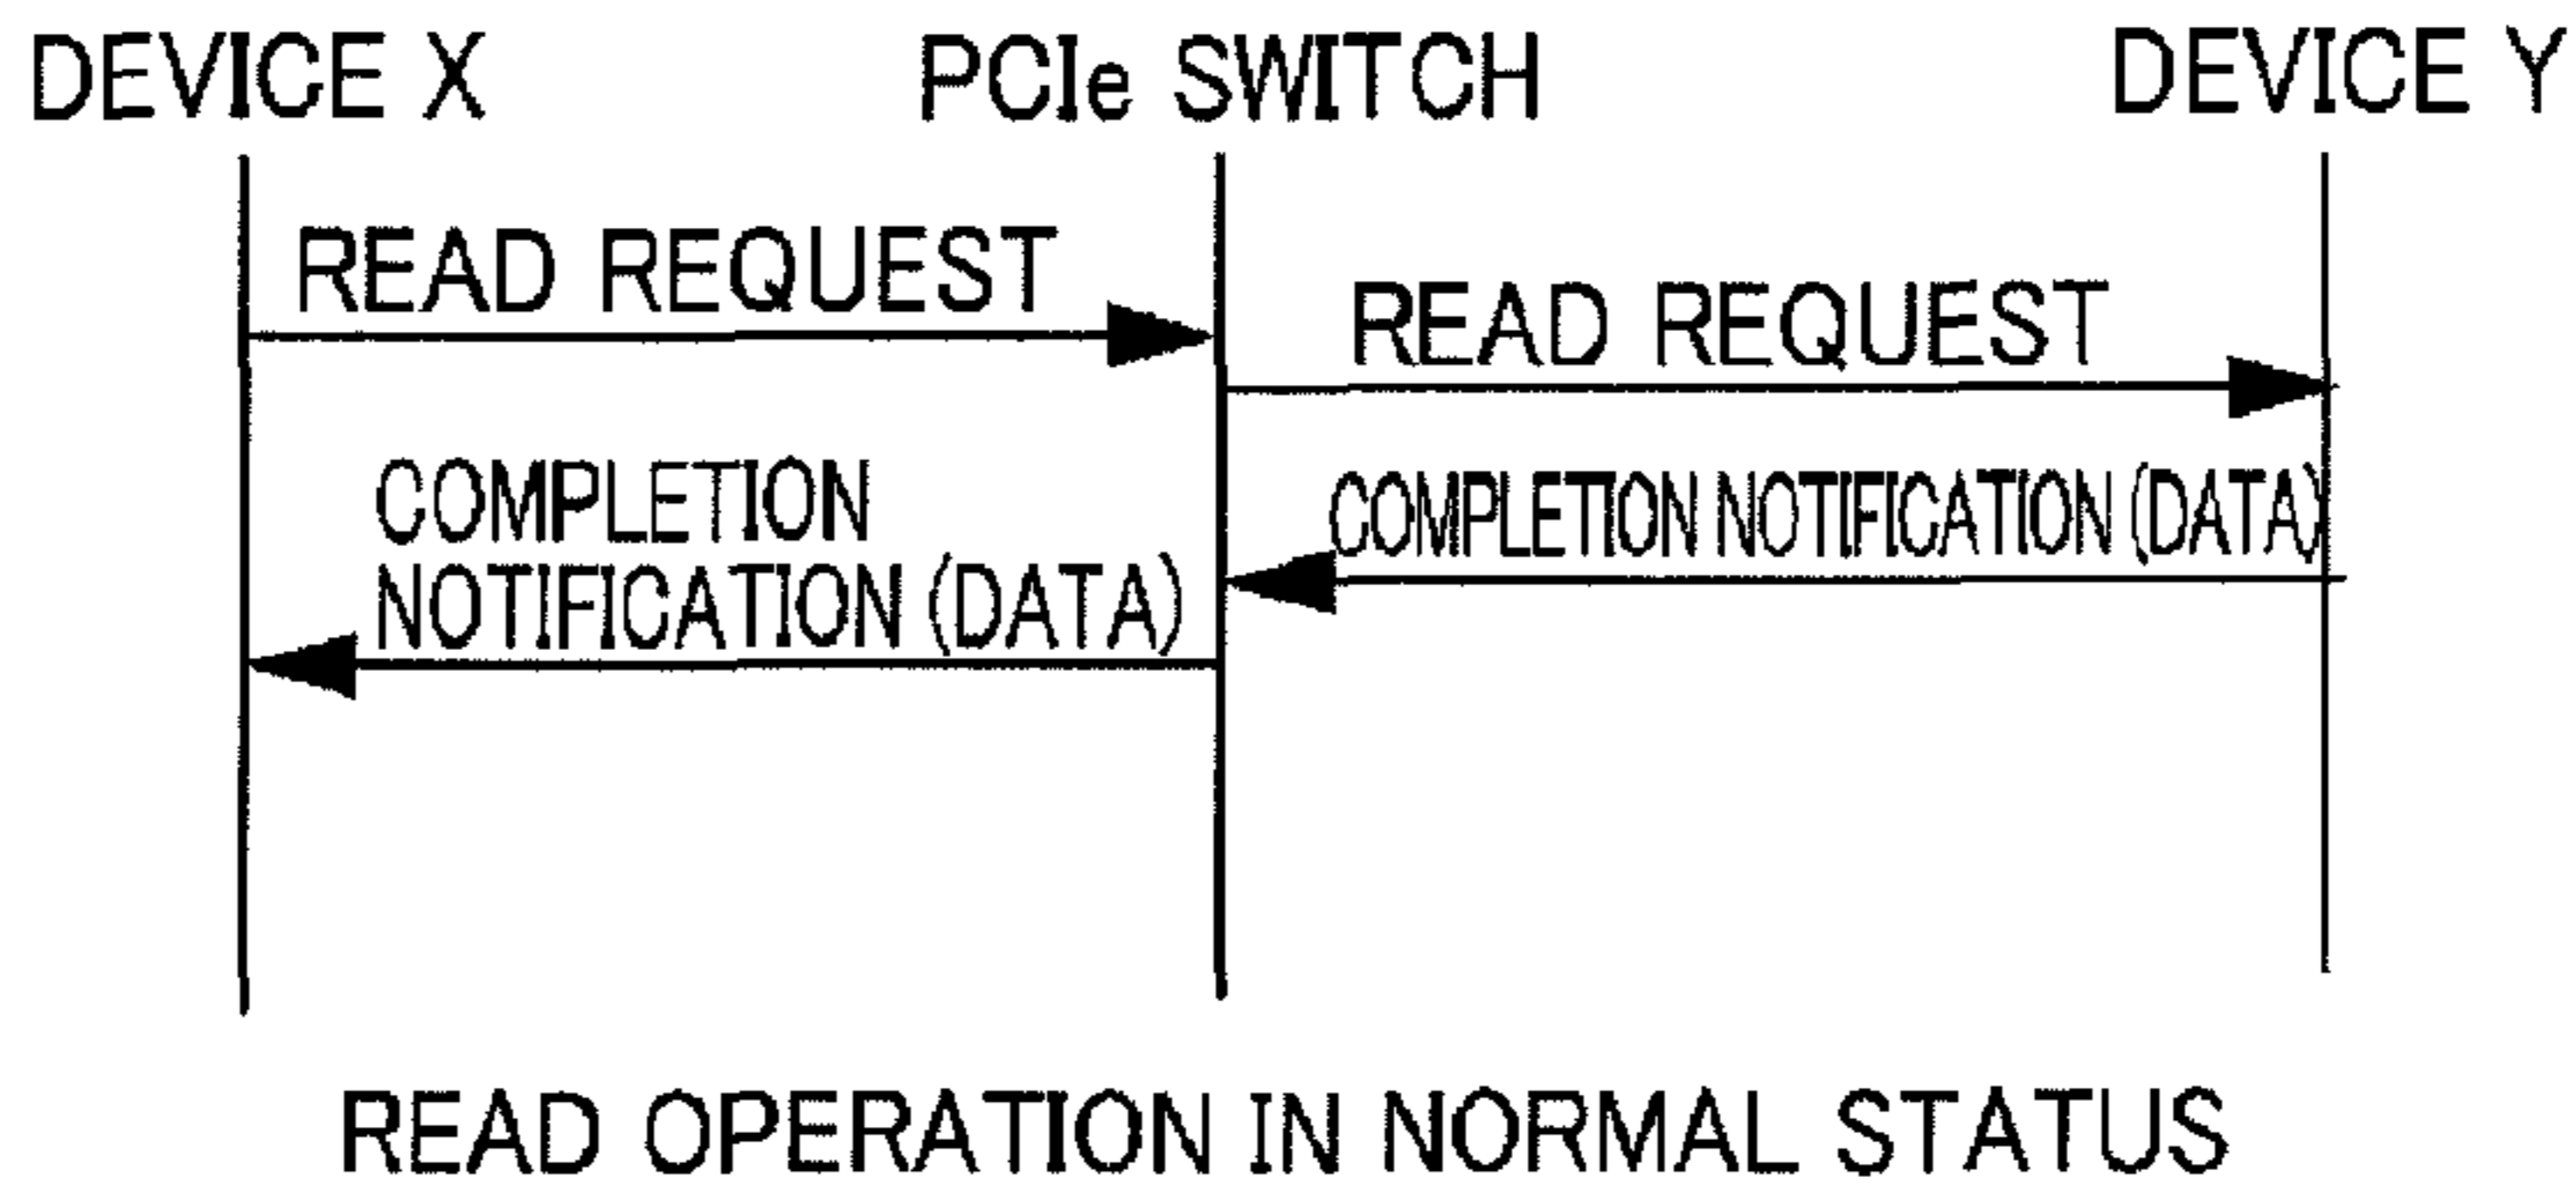 DEVICE X
PCIe SWITCH
DEVICE Y
READ REQUEST
READ REQUEST
COMPLETION NOTIFICATION (DATA)
COMPLETION
NOTIFICATION (DATA)
READ OPERATION IN NORMAL STATUS